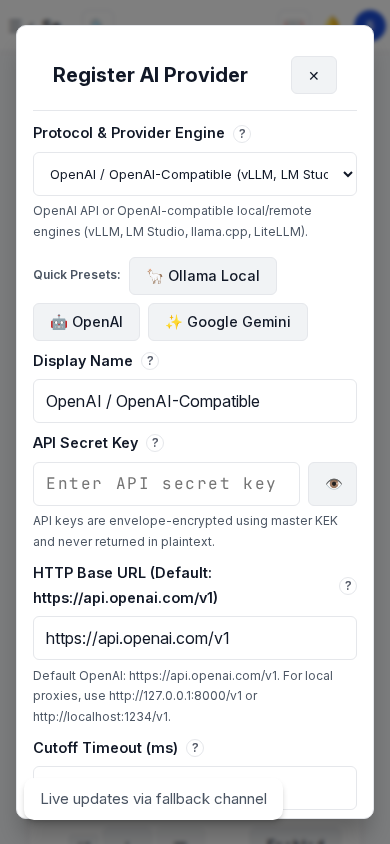 Register AI Provider
×
Protocol & Provider Engine ?
OpenAI / OpenAI-Compatible (vLLM, LM Stud
OpenAI API or OpenAI-compatible local/remote
engines (vLLM, LM Studio, llama.cpp, LiteLLM).
Quick Presets: 🦙 Ollama Local
🤖 OpenAI ✨ Google Gemini
Display Name ?
OpenAI / OpenAI-Compatible
API Secret Key ?
Enter API secret key
API keys are envelope-encrypted using master KEK
and never returned in plaintext.
HTTP Base URL (Default:
https://api.openai.com/v1) ?
https://api.openai.com/v1
Default OpenAI: https://api.openai.com/v1. For local
proxies, use http://127.0.0.1:8000/v1 or
http://localhost:1234/v1.
Cutoff Timeout (ms) ?
Live updates via fallback channel